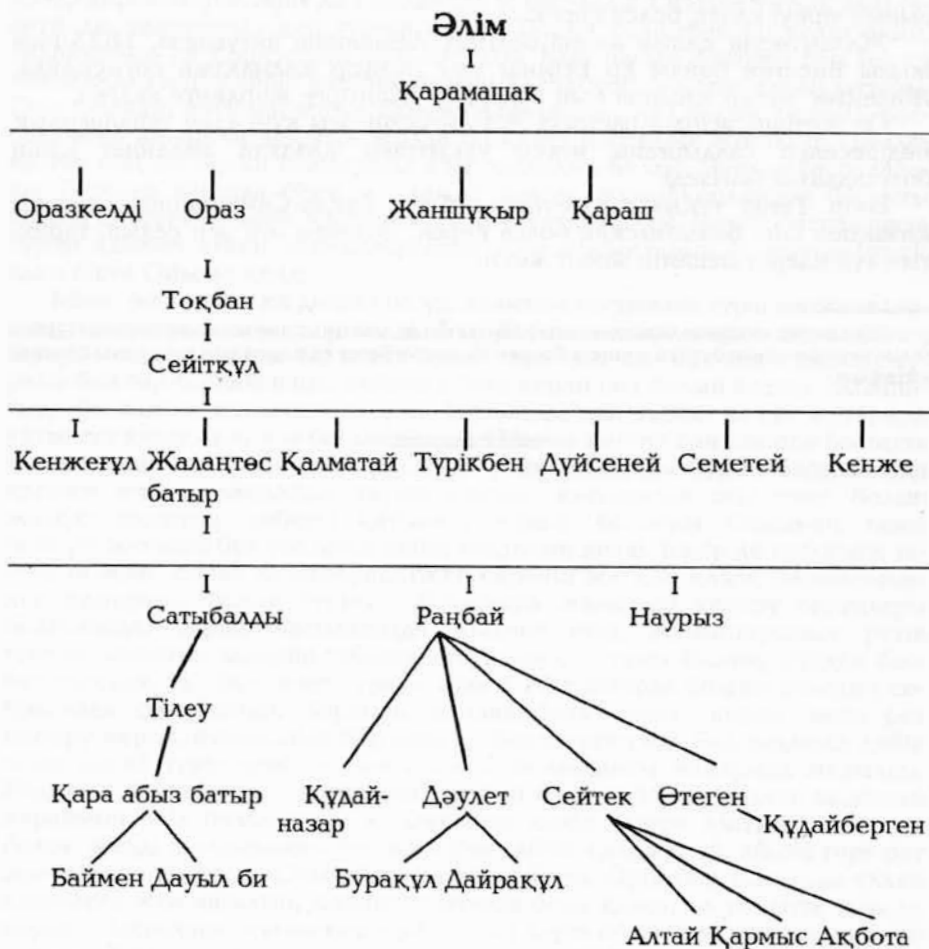 Әлім
Қарамашақ
Оразкелді Ораз Жаншұқыр Қараш
Тоқбан
Сейітқұл
Кенжеғұл Жалаңтөс Қалматай Түрікбен Дүйсеней Семетей Кенже
батыр
Сатыбалды Раңбай Наурыз
Тілеу
Қара абыз батыр Құдай- Дәулет Сейтек Өтеген
назар Құдайберген
Баймен Дауыл би Бурақұл Дайрақұл
Алтай Қармыс Ақбота